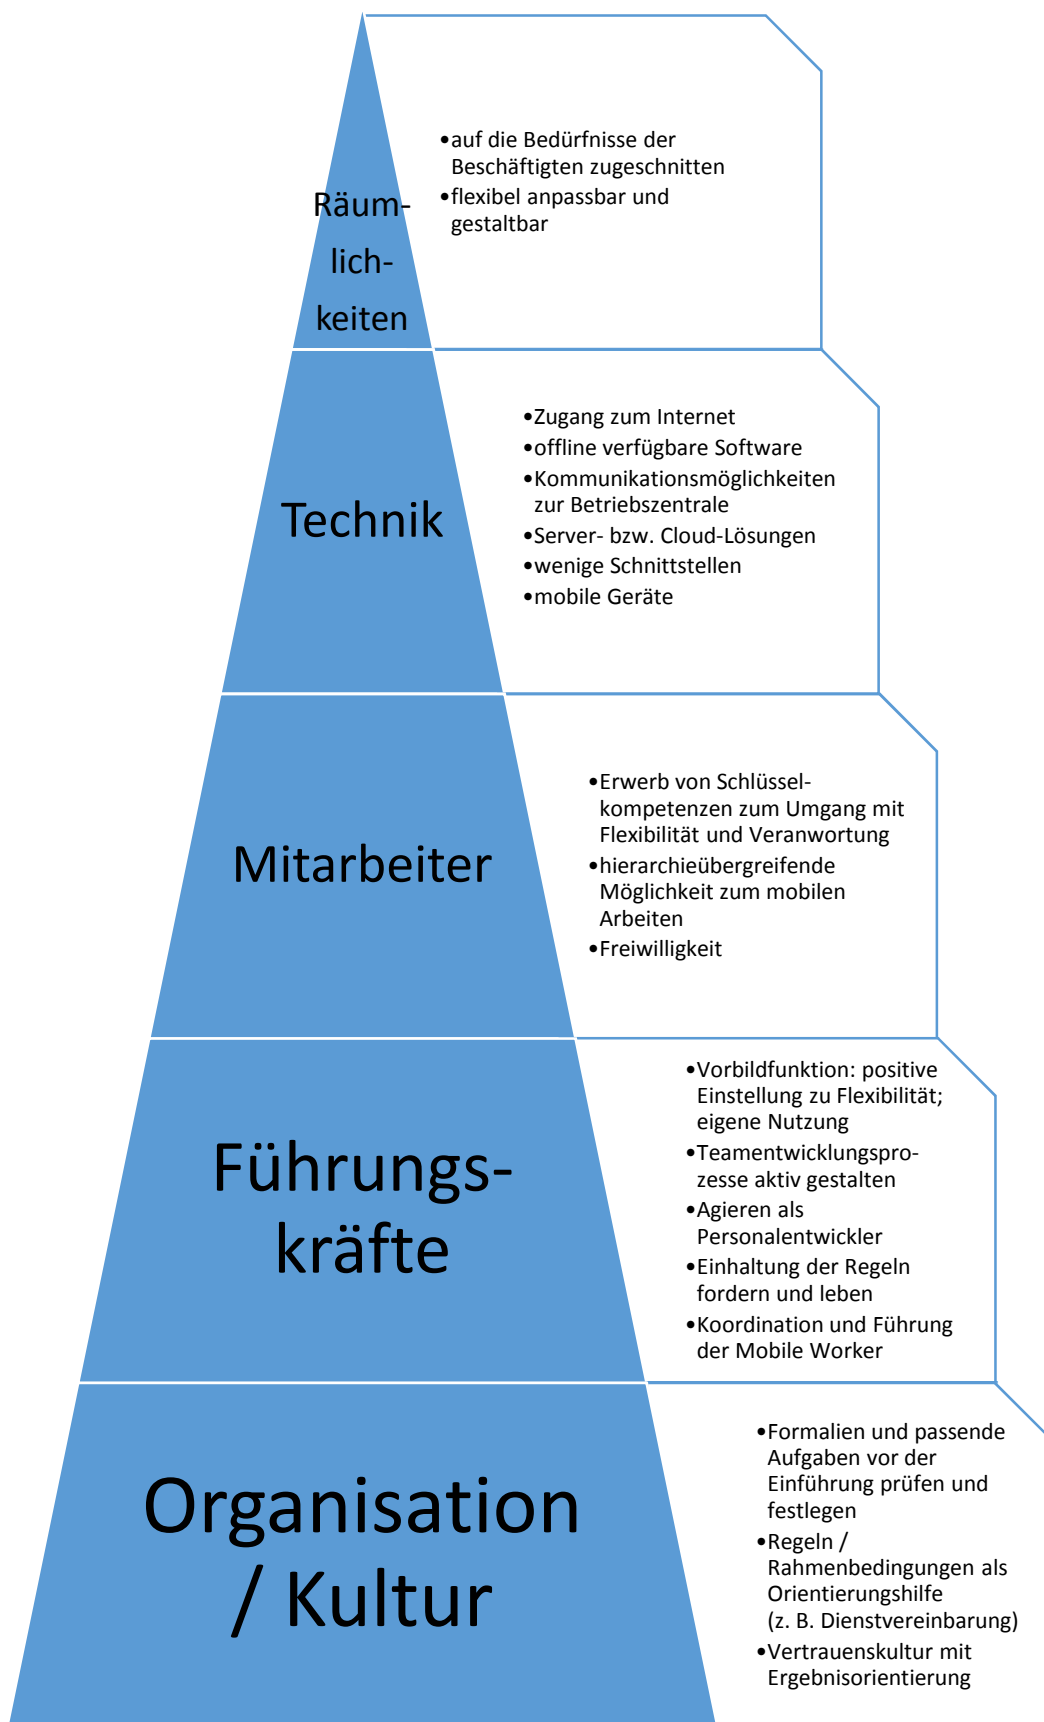 •auf die Bedürfnisse der
Beschäftigten zugeschnitten
•flexibel anpassbar und
gestaltbar
Räum-
lich-
keiten
•Zugang zum Internet
•offline verfügbare Software
•Kommunikationsmöglichkeiten
zur Betriebszentrale
•Server- bzw. Cloud-Lösungen
•wenige Schnittstellen
•mobile Geräte
Technik
•Erwerb von Schlüssel-
kompetenzen zum Umgang mit
Flexibilität und Veranwortung
•hierarchieübergreifende
Möglichkeit zum mobilen
Arbeiten
•Freiwilligkeit
Mitarbeiter
•Vorbildfunktion: positive
Einstellung zu Flexibilität;
eigene Nutzung
•Teamentwicklungspro-
zesse aktiv gestalten
•Agieren als
Personalentwickler
•Einhaltung der Regeln
fordern und leben
•Koordination und Führung
der Mobile Worker
Führungs-
kräfte
•Formalien und passende
Aufgaben vor der
Einführung prüfen und
festlegen
•Regeln /
Rahmenbedingungen als
Orientierungshilfe
(z. B. Dienstvereinbarung)
•Vertrauenskultur mit
Ergebnisorientierung
Organisation
/ Kultur